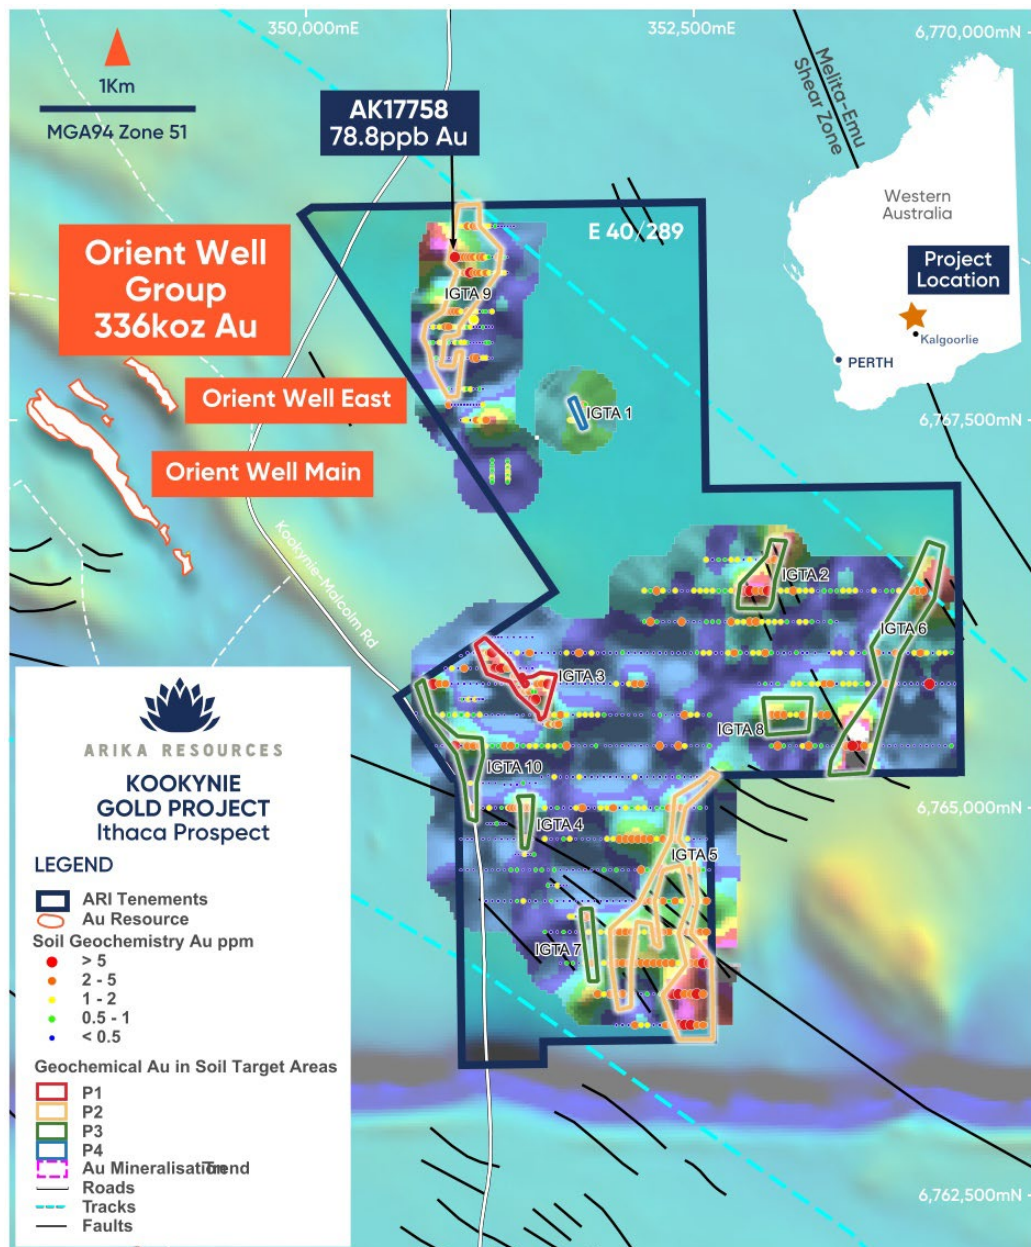 350,000mE
352,500mE
6,770,000mN
1Km
MGA94 Zone 51
AK17758
78.8ppb Au
Melita-Emu
Shear Zone
Western
Australia
Project
Location
Kalgoorlie
PERTH
E 40/289
Orient Well
Group
336koz Au
IGTA 9
Orient Well East
IGTA 1
6,767,500mN
Orient Well Main
Kookynie-Malcolm Rd
IGTA 2
IGTA 6
IGTA 3
IGTA 8
IGTA 10
6,765,000mN
IGTA 4
IGTA 5
IGTA 7
6,762,500mN
ARIKA RESOURCES
KOOKYNIE
GOLD PROJECT
Ithaca Prospect
LEGEND
ARI Tenements
Au Resource
Soil Geochemistry Au ppm
> 5
2 - 5
1 - 2
0.5 - 1
< 0.5
Geochemical Au in Soil Target Areas
P1
P2
P3
P4
Au Mineralisation Trend
Roads
Tracks
Faults